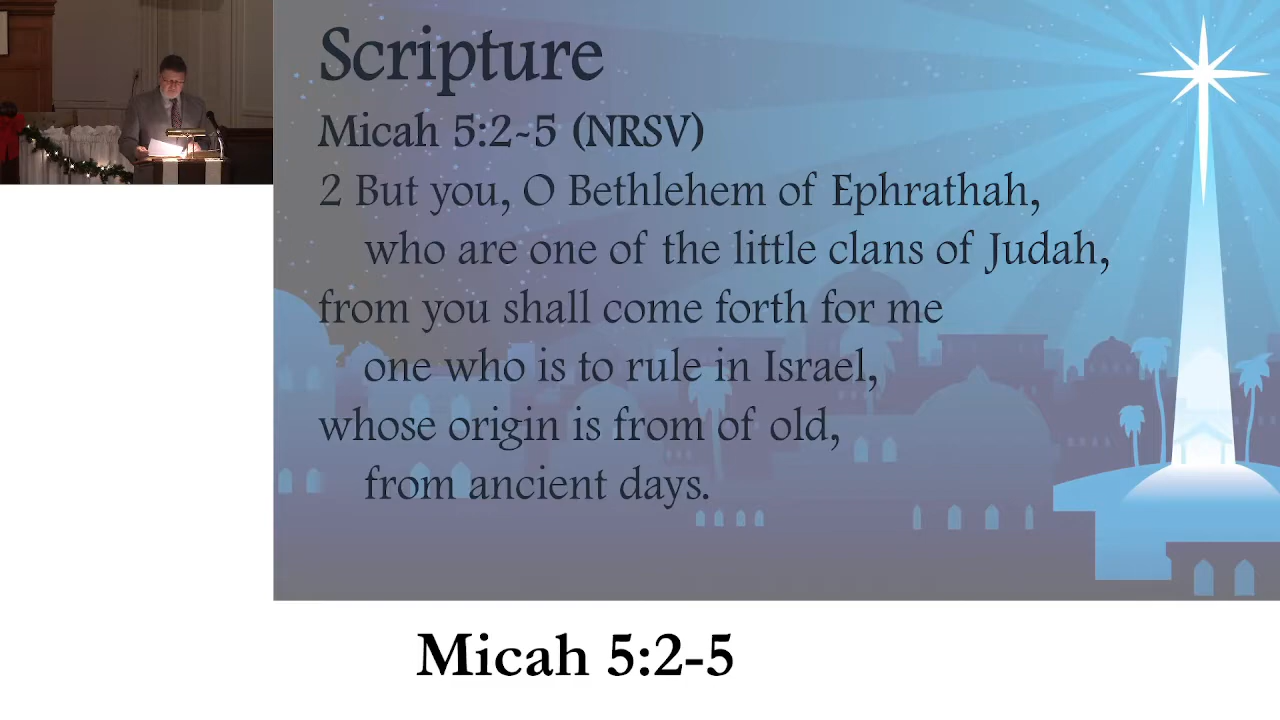 Scripture
Micah 5:2-5 (NRSV)
2 But you, O Bethlehem of Ephrathah,
who are one of the little clans of Judah,
from you shall come forth for me
one who is to rule in Israel,
whose origin is from of old,
from ancient days.
Micah 5:2-5